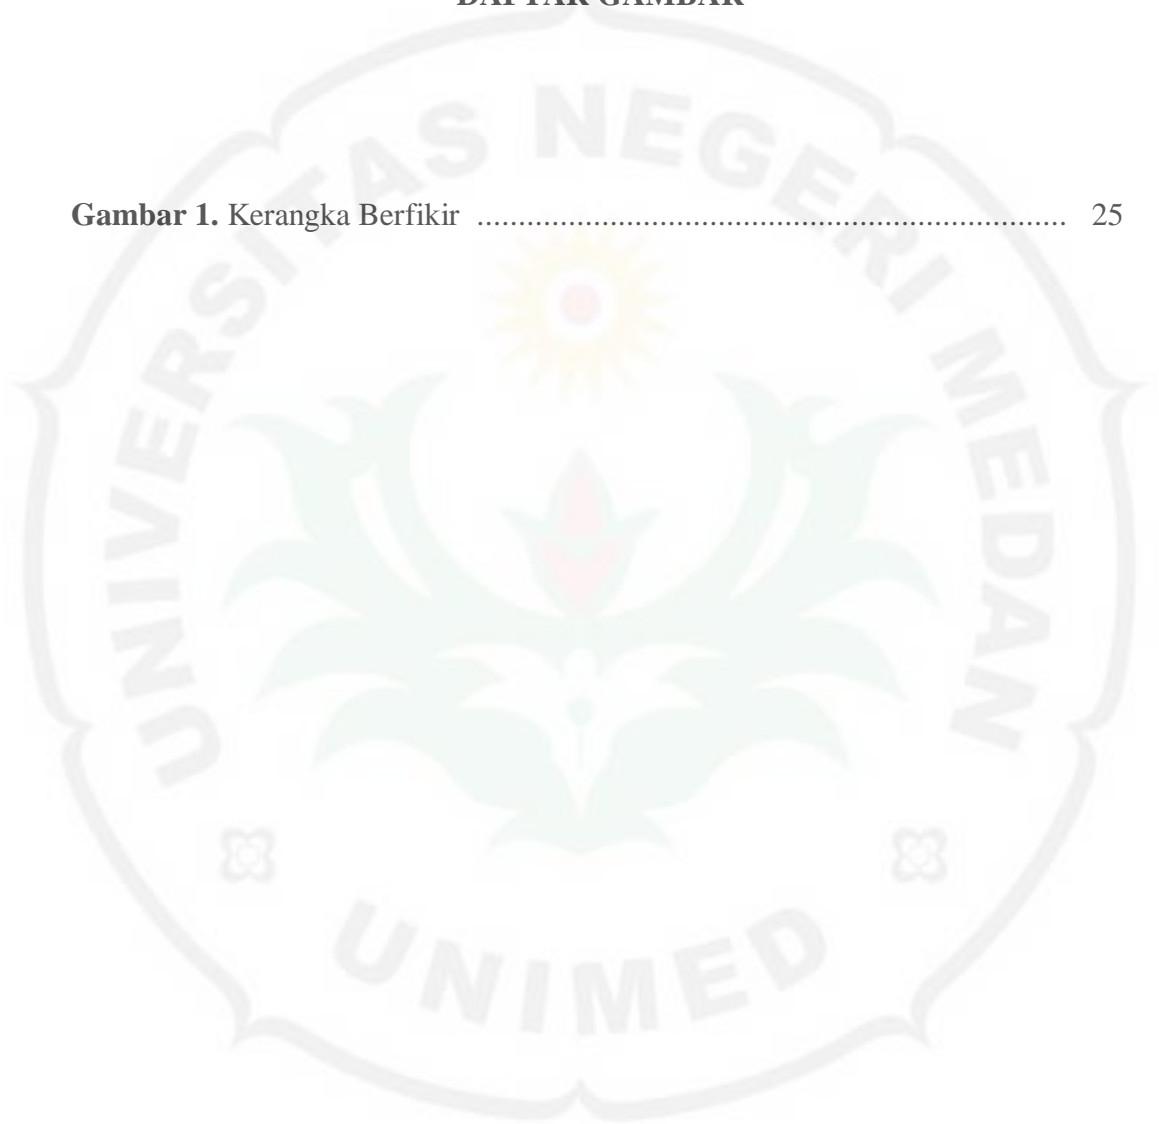 DAFTAR GAMBAR
Gambar 1. Kerangka Berfikir ........................................................................ 25
UNIVERSITAS NEGERI MEDAN
UNIMED